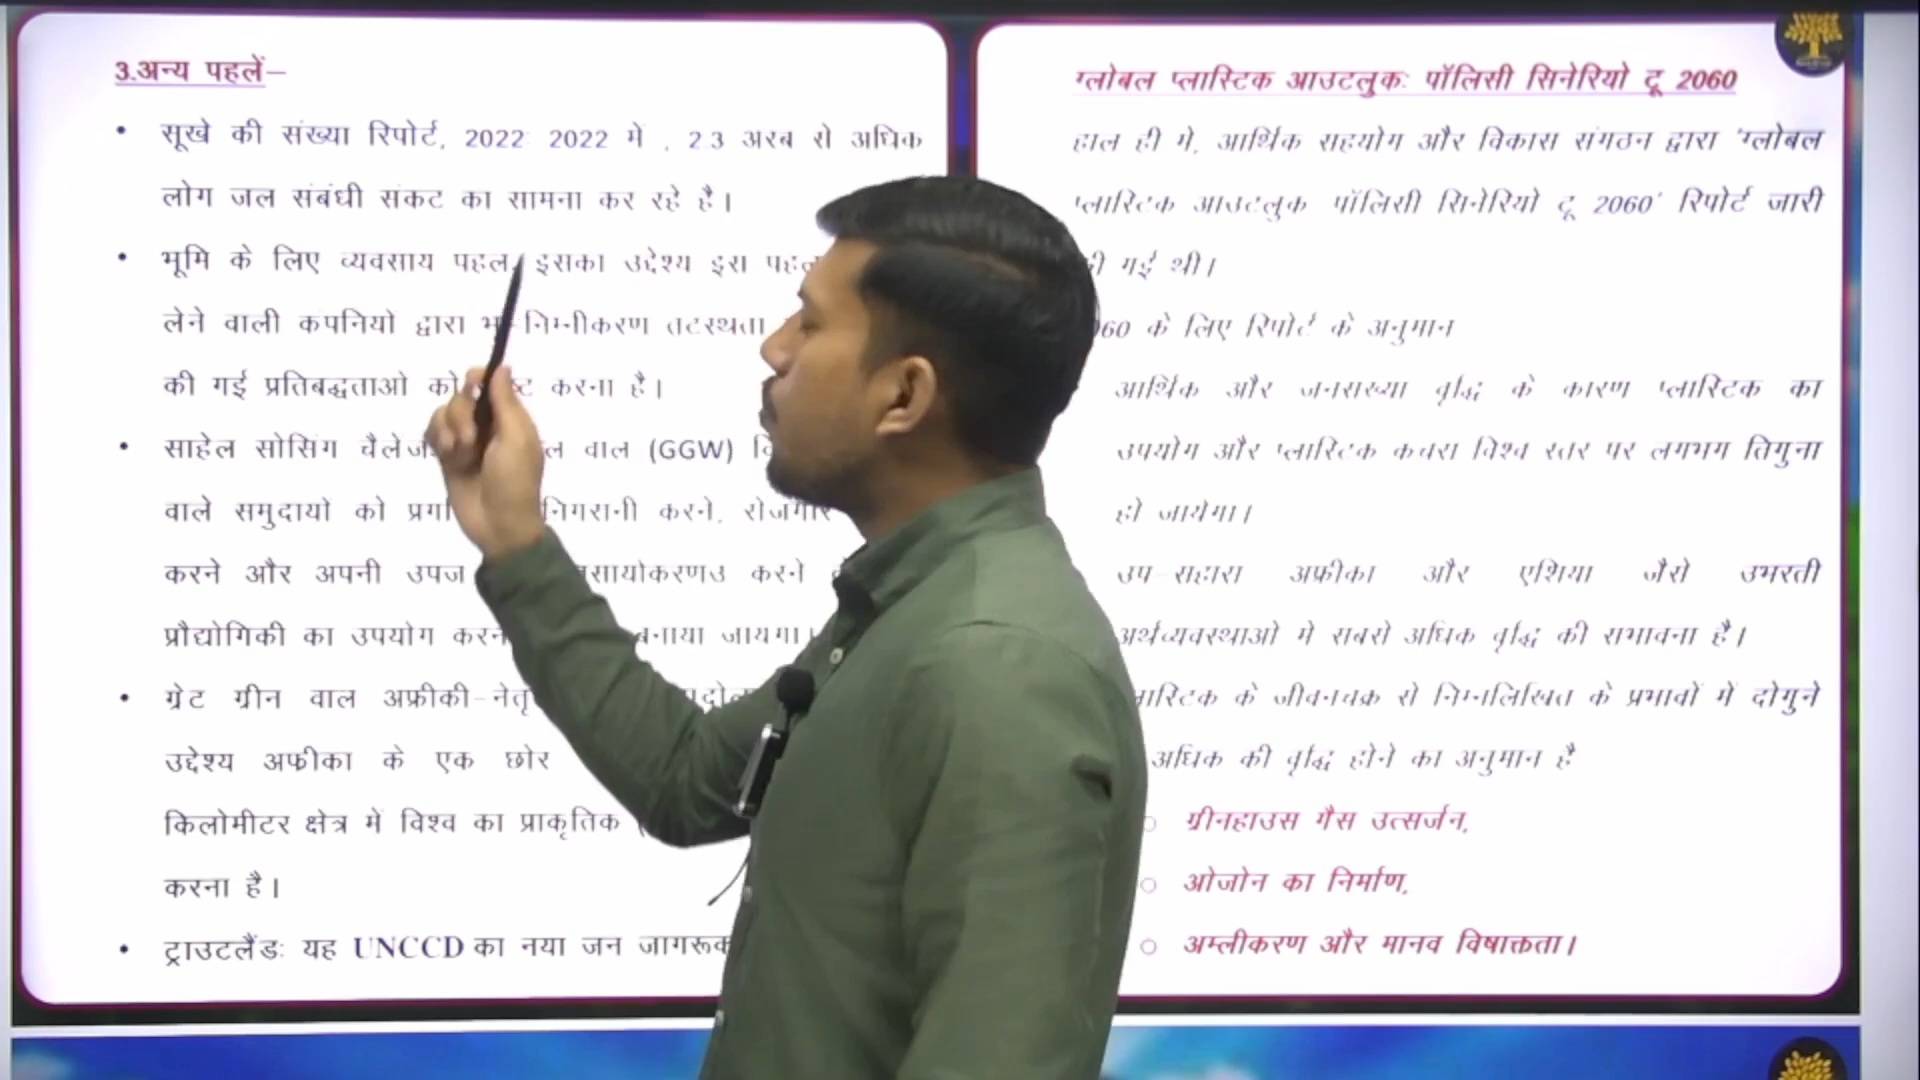 3.अन्य पहलें–
• सूखे की संख्या रिपोर्ट, 2022 2022 में , 2.3 अरब से अधिक
लोग जल संबंधी संकट का सामना कर रहे है।
• भूमि के लिए व्यवसाय पहल, इसका उद्देश्य इस पहल
लेने वाली कंपनियो द्वारा निम्नीकरण तटस्थता
की गई प्रतिबद्धताओ को करना है।
• साहेल सोसिंग चैलेंज वाल (GGW)
वाले समुदायो को निगरानी करने, रोजगार
करने और अपनी उपज करने
प्रौद्योगिकी का उपयोग बनाया जायगा।
• ग्रेट ग्रीन वाल अफ्रीकी–
उद्देश्य अफ्रीका के एक छोर
किलोमीटर क्षेत्र में विश्व का प्राकृतिक
करना है।
• ट्राउटलैंड: यह UNCCD का नया जन
ग्लोबल प्लास्टिक आउटलुक: पॉलिसी सिनेरियो टू 2060
हाल ही मे, आर्थिक सहयोग और विकास संगठन द्वारा 'ग्लोबल
प्लास्टिक आउटलुक पॉलिसी सिनेरियो टू 2060' रिपोर्ट जारी
गई थी।
के लिए रिपोर्ट के अनुमान
आर्थिक और जनसंख्या वृद्धि के कारण प्लास्टिक का
उपयोग और प्लास्टिक कचरा विश्व स्तर पर लगभग तिगुना
हो जायेगा।
उप सहारा अफ्रीका और एशिया जैसे उभरती
अर्थव्यवस्थाओ मे सबसे अधिक वृद्धि की संभावना है।
के जीवनचक्र से निम्नलिखित के प्रभावों में दोगुने
अधिक की वृद्धि होने का अनुमान है
○ ग्रीनहाउस गैस उत्सर्जन,
○ ओजोन का निर्माण,
○ अम्लीकरण और मानव विषाक्तता।